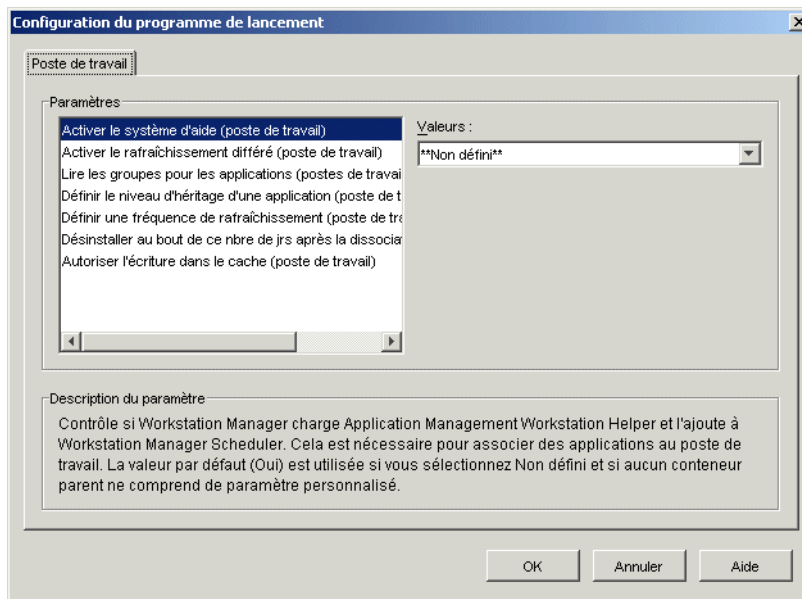 Configuration du programme de lancement
Poste de travail
Paramètres
Activer le système d'aide (poste de travail)
Activer le rafraîchissement différé (poste de travail)
Lire les groupes pour les applications (postes de travai
Définir le niveau d'héritage d'une application (poste de t
Définir une fréquence de rafraîchissement (poste de tra
Désinstaller au bout de ce nbre de jrs après la dissocia
Autoriser l'écriture dans le cache (poste de travail)
Valeurs :
**Non défini**
Description du paramètre
Contrôle si Workstation Manager charge Application Management Workstation Helper et l'ajoute à
Workstation Manager Scheduler. Cela est nécessaire pour associer des applications au poste de
travail. La valeur par défaut (Oui) est utilisée si vous sélectionnez Non défini et si aucun conteneur
parent ne comprend de paramètre personnalisé.
OK
Annuler
Aide